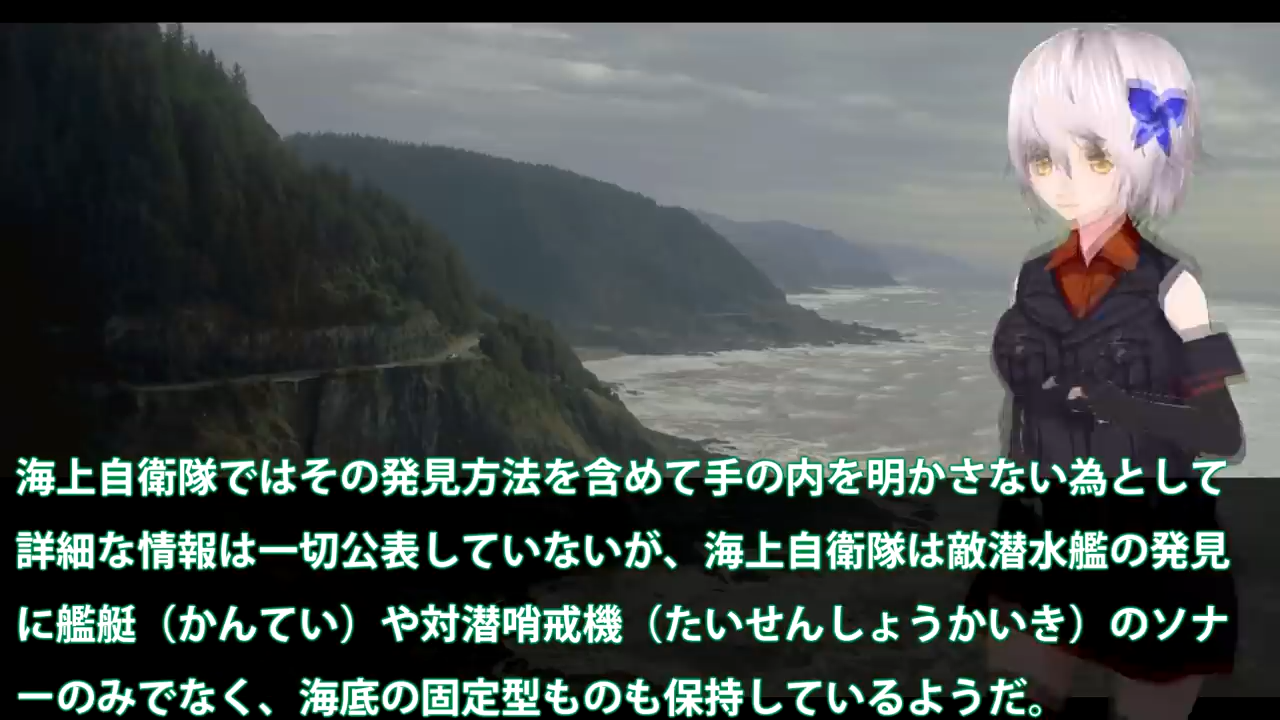 海上自衛隊ではその発見方法を含めて手の内を明かさない為として
詳細な情報は一切公表していないが、海上自衛隊は敵潜水艦の発見
に艦艇（かんてい）や対潜哨戒機（たいせんしょうかいき）のソナ
ーのみでなく、海底の固定型ものも保持しているようだ。